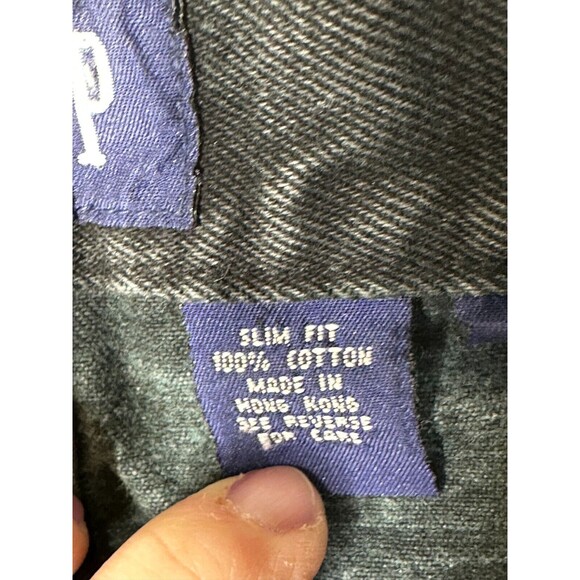 P
SLIM FIT
100% COTTON
MADE IN
HONG KONG
SEE REVERSE
FOR CARE